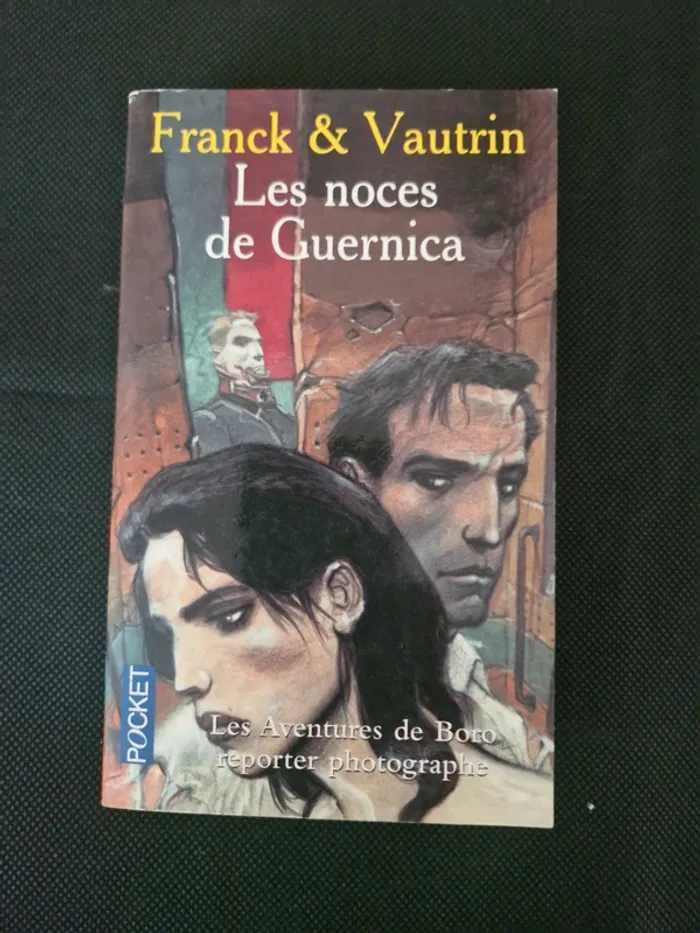 Franck & Vautrin
Les noces
de Guernica
Les Aventures de Boro
reporter photographe
POCKET